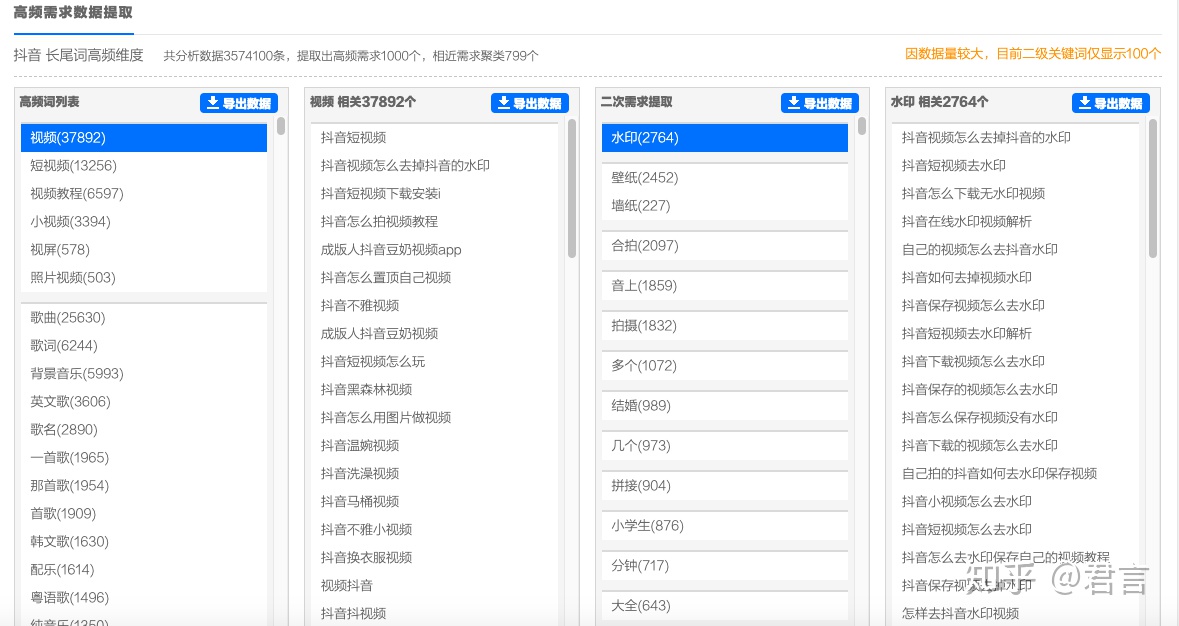 高频需求数据提取
抖音 长尾词高频维度 共分析数据3574100条，提取出高频需求1000个，相近需求聚类799个
因数据量较大，目前二级关键词仅显示100个
高频词列表 导出数据
视频(37892)
短视频(13256)
视频教程(6597)
小视频(3394)
视屏(578)
照片视频(503)
歌曲(25630)
歌词(6244)
背景音乐(5993)
英文歌(3606)
歌名(2890)
一首歌(1965)
那首歌(1954)
首歌(1909)
韩文歌(1630)
配乐(1614)
粤语歌(1496)
纯音乐(1350)
视频 相关37892个 导出数据
抖音短视频
抖音视频怎么去掉抖音的水印
抖音短视频下载安装i
抖音怎么拍视频教程
成版人抖音豆奶视频app
抖音怎么置顶自己视频
抖音不雅视频
成版人抖音豆奶视频
抖音短视频怎么玩
抖音黑森林视频
抖音怎么用图片做视频
抖音温婉视频
抖音洗澡视频
抖音马桶视频
抖音不雅小视频
抖音换衣服视频
视频抖音
抖音抖视频
二次需求提取 导出数据
水印(2764)
壁纸(2452)
墙纸(227)
合拍(2097)
音上(1859)
拍摄(1832)
多个(1072)
结婚(989)
几个(973)
拼接(904)
小学生(876)
分钟(717)
大全(643)
水印 相关2764个 导出数据
抖音视频怎么去掉抖音的水印
抖音短视频去水印
抖音怎么下载无水印视频
抖音在线水印视频解析
自己的视频怎么去抖音水印
抖音如何去掉视频水印
抖音保存视频怎么去水印
抖音短视频去水印解析
抖音下载视频怎么去水印
抖音保存的视频怎么去水印
抖音怎么保存视频没有水印
抖音下载的视频怎么去水印
自己拍的抖音如何去水印保存视频
抖音小视频怎么去水印
抖音短视频怎么去水印
抖音怎么去水印保存自己的视频教程
抖音保存视频去掉水印
怎样去抖音水印视频
知乎 @君言